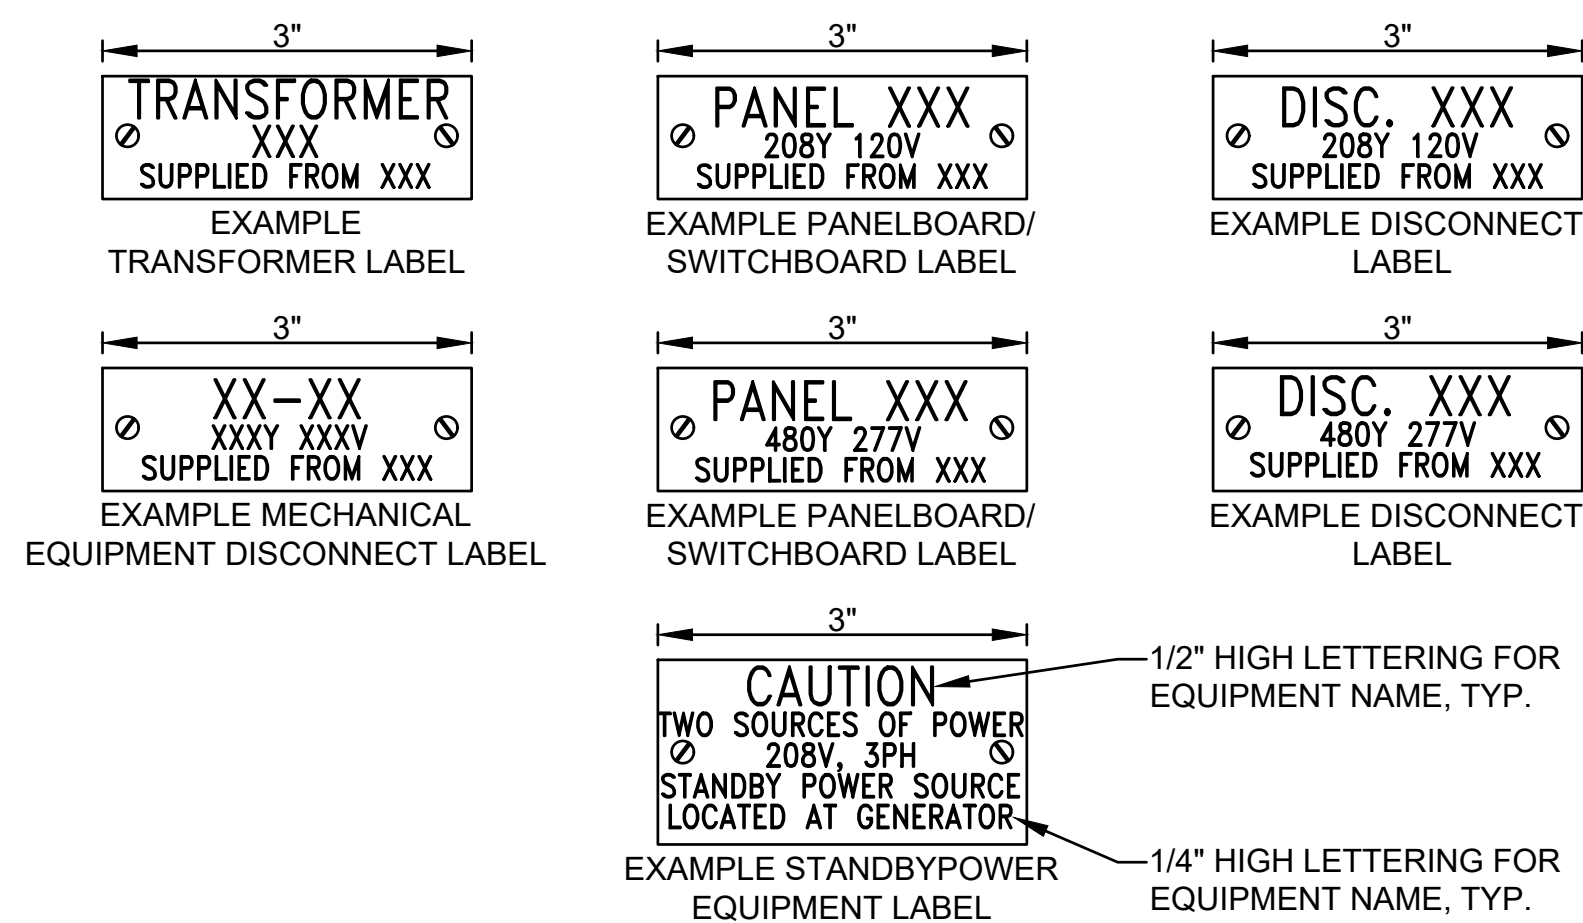 3"
TRANSFORMER
XXX
SUPPLIED FROM XXX
EXAMPLE
TRANSFORMER LABEL
3"
PANEL XXX
208Y 120V
SUPPLIED FROM XXX
EXAMPLE PANELBOARD/
SWITCHBOARD LABEL
3"
DISC. XXX
208Y 120V
SUPPLIED FROM XXX
EXAMPLE DISCONNECT
LABEL
3"
XX-XX
XXXY XXXV
SUPPLIED FROM XXX
EXAMPLE MECHANICAL
EQUIPMENT DISCONNECT LABEL
3"
PANEL XXX
480Y 277V
SUPPLIED FROM XXX
EXAMPLE PANELBOARD/
SWITCHBOARD LABEL
3"
DISC. XXX
480Y 277V
SUPPLIED FROM XXX
EXAMPLE DISCONNECT
LABEL
3"
CAUTION
TWO SOURCES OF POWER
208V, 3PH
STANDBY POWER SOURCE
LOCATED AT GENERATOR
EXAMPLE STANDBYPOWER
EQUIPMENT LABEL
1/2" HIGH LETTERING FOR
EQUIPMENT NAME, TYP.
1/4" HIGH LETTERING FOR
EQUIPMENT NAME, TYP.